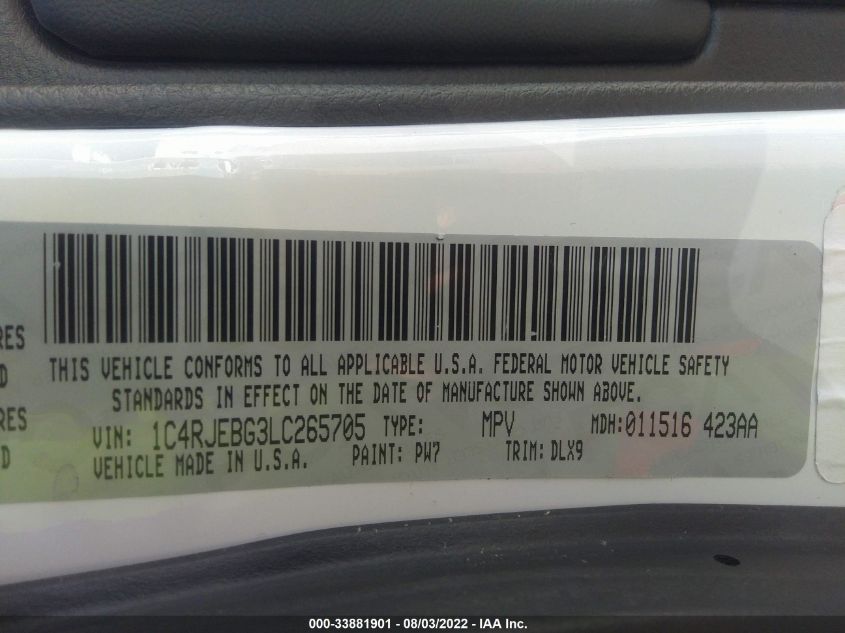 RES
THIS VEHICLE CONFORMS TO ALL APPLICABLE U.S.A. FEDERAL MOTOR VEHICLE SAFETY
D
STANDARDS IN EFFECT ON THE DATE OF MANUFACTURE SHOWN ABOVE.
RES
VIN: 1C4RJEBG3LC265705 TYPE: MPV MDH:011516 423AA
D
VEHICLE MADE IN U.S.A. PAINT: PW7 TRIM: DLX9
000-33881901 - 08/03/2022 - IAA Inc.